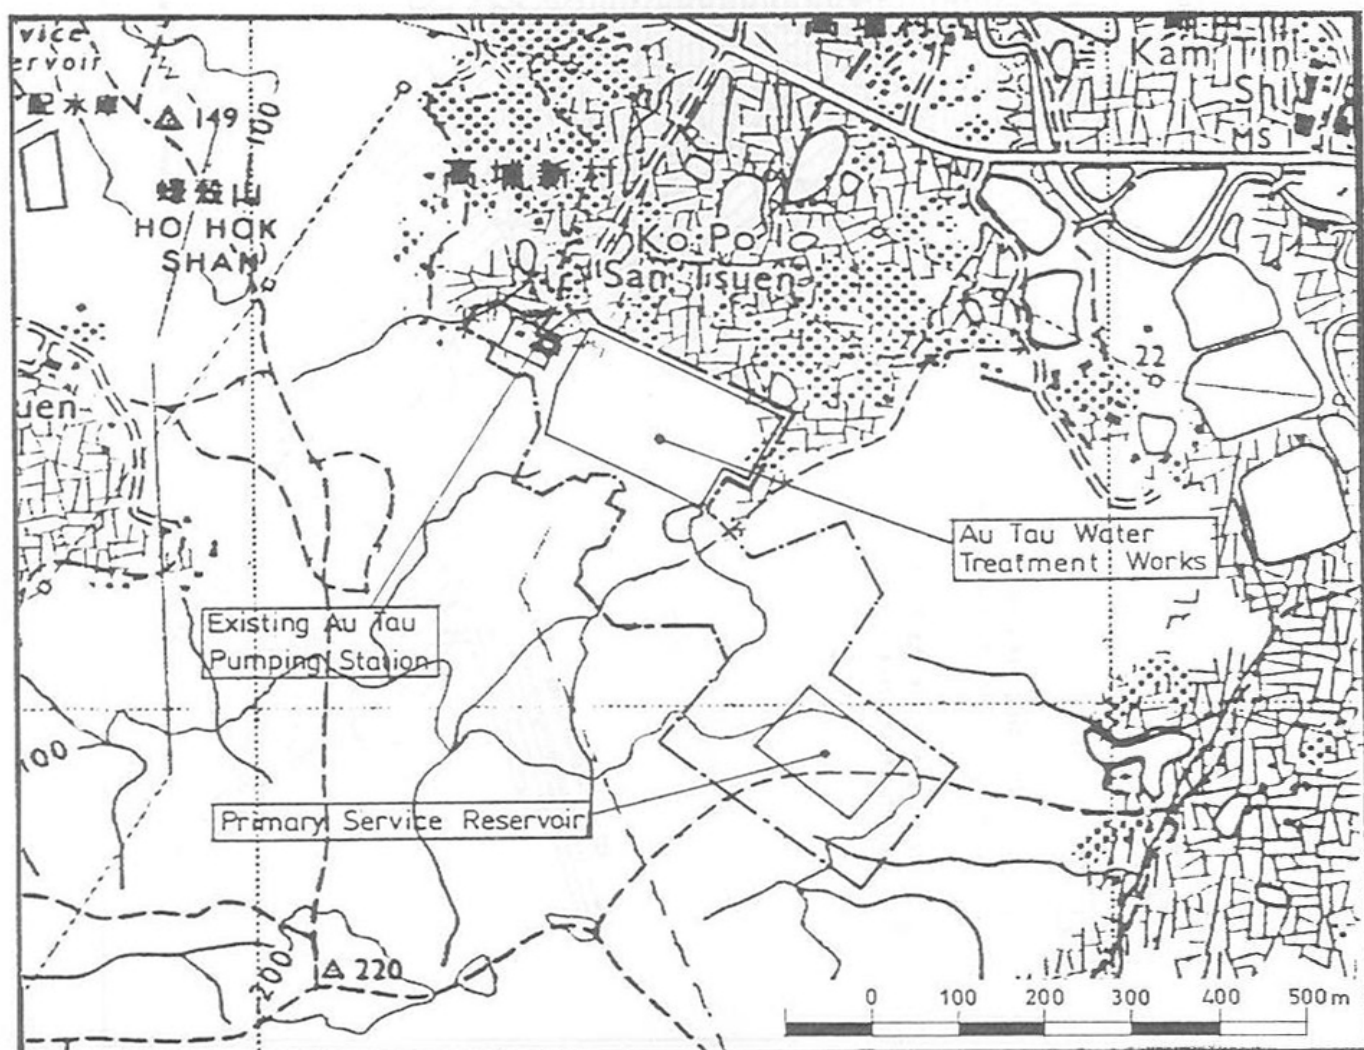 vice
ervoir
配水庫
149
100
蠔殼山
HO HOK
SHAN
高埔新村
Ko Po
San Tsuen
Kam Tin
Shi
MS
22
uen
Au Tau Water
Treatment Works
Existing Au Tau
Pumping Station
100
Primary Service Reservoir
200
220
0 100 200 300 400 500m